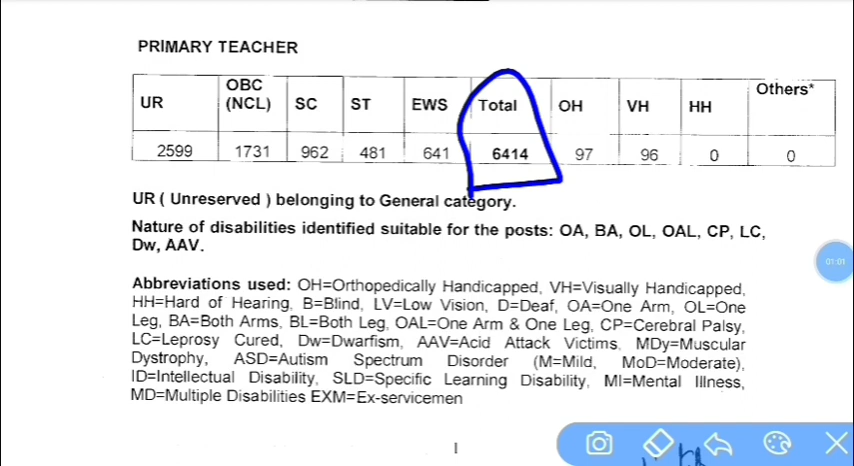 PRIMARY TEACHER
UR OBC (NCL) SC ST EWS Total OH VH HH Others*
2599 1731 962 481 641 6414 97 96 0 0
UR ( Unreserved ) belonging to General category.
Nature of disabilities identified suitable for the posts: OA, BA, OL, OAL, CP, LC,
Dw, AAV.
Abbreviations used: OH=Orthopedically Handicapped, VH=Visually Handicapped,
HH=Hard of Hearing, B=Blind, LV=Low Vision, D=Deaf, OA=One Arm, OL=One
Leg, BA=Both Arms, BL=Both Leg, OAL=One Arm & One Leg, CP=Cerebral Palsy,
LC=Leprosy Cured, Dw=Dwarfism, AAV=Acid Attack Victims, MDy=Muscular
Dystrophy, ASD=Autism Spectrum Disorder (M=Mild, MoD=Moderate),
ID=Intellectual Disability, SLD=Specific Learning Disability, MI=Mental Illness,
MD=Multiple Disabilities EXM=Ex-servicemen
01:01
1